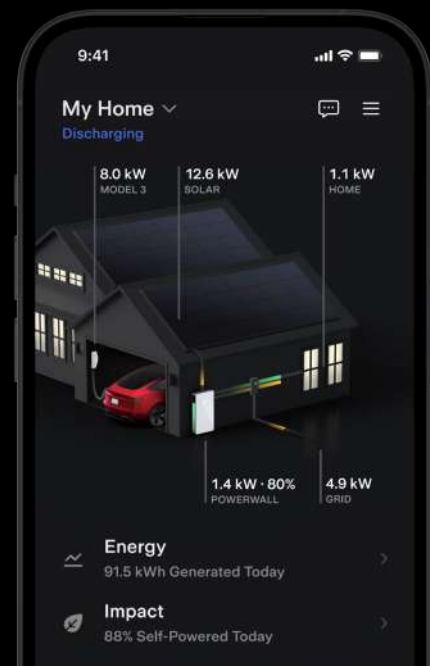 9:41
My Home
Discharging
8.0 kW 12.6 kW 1.1 kW
MODEL 3 SOLAR HOME
1.4 kW · 80% 4.9 kW
POWERWALL GRID
Energy
91.5 kWh Generated Today
Impact
88% Self-Powered Today